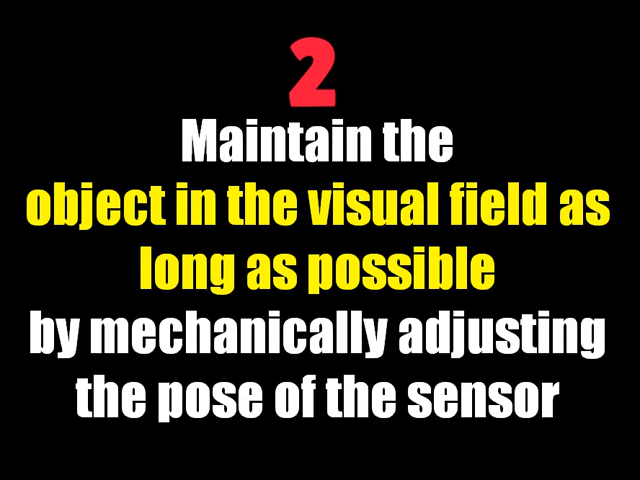 2
Maintain the
object in the visual field as
long as possible
by mechanically adjusting
the pose of the sensor